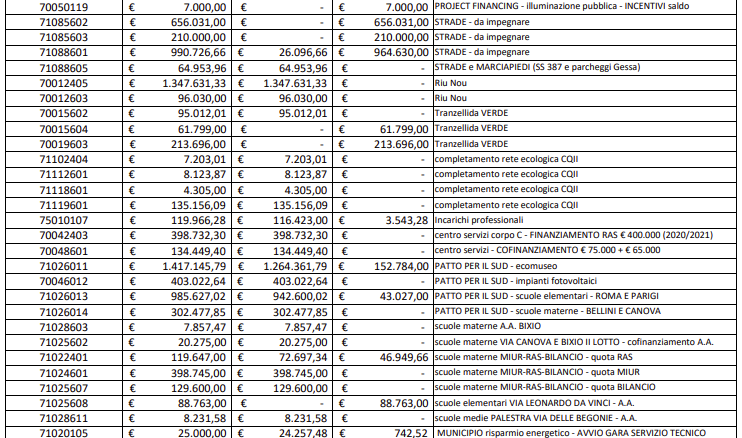 70050119 € 7.000,00 € - € 7.000,00 PROJECT FINANCING - illuminazione pubblica - INCENTIVI saldo
71085602 € 656.031,00 € - € 656.031,00 STRADE - da impegnare
71085603 € 210.000,00 € - € 210.000,00 STRADE - da impegnare
71088601 € 990.726,66 € 26.096,66 € 964.630,00 STRADE - da impegnare
71088605 € 64.953,96 € 64.953,96 € - STRADE e MARCIAPIEDI (SS 387 e parcheggi Gessa)
70012405 € 1.347.631,33 € 1.347.631,33 € - Riu Nou
70012603 € 96.030,00 € 96.030,00 € - Riu Nou
70015602 € 95.012,01 € 95.012,01 € - Tranzellida VERDE
70015604 € 61.799,00 € - € 61.799,00 Tranzellida VERDE
70019603 € 213.696,00 € - € 213.696,00 Tranzellida VERDE
71102404 € 7.203,01 € 7.203,01 € - completamento rete ecologica CQII
71112601 € 8.123,87 € 8.123,87 € - completamento rete ecologica CQII
71118601 € 4.305,00 € 4.305,00 € - completamento rete ecologica CQII
71119601 € 135.156,09 € 135.156,09 € - completamento rete ecologica CQII
75010107 € 119.966,28 € 116.423,00 € 3.543,28 Incarichi professionali
70042403 € 398.732,30 € 398.732,30 € - centro servizi corpo C - FINANZIAMENTO RAS € 400.000 (2020/2021)
70048601 € 134.449,40 € 134.449,40 € - centro servizi - COFINANZIAMENTO € 75.000 + € 65.000
71026011 € 1.417.145,79 € 1.264.361,79 € 152.784,00 PATTO PER IL SUD - ecomuseo
70046012 € 403.022,64 € 403.022,64 € - PATTO PER IL SUD - impianti fotovoltaici
71026013 € 985.627,02 € 942.600,02 € 43.027,00 PATTO PER IL SUD - scuole elementari - ROMA E PARIGI
71026014 € 302.477,85 € 302.477,85 € - PATTO PER IL SUD - scuole materne - BELLINI E CANOVA
71028603 € 7.857,47 € 7.857,47 € - scuole materne A.A. BIXIO
71025602 € 20.275,00 € 20.275,00 € - scuole materne VIA CANOVA E BIXIO II LOTTO - cofinanziamento A.A.
71022401 € 119.647,00 € 72.697,34 € 46.949,66 scuole materne MIUR-RAS-BILANCIO - quota RAS
71024601 € 398.745,00 € 398.745,00 € - scuole materne MIUR-RAS-BILANCIO - quota MIUR
71025607 € 129.600,00 € 129.600,00 € - scuole materne MIUR-RAS-BILANCIO - quota BILANCIO
71025608 € 88.763,00 € - € 88.763,00 scuole elementari VIA LEONARDO DA VINCI - A.A.
71028611 € 8.231,58 € 8.231,58 € - scuole medie PALESTRA VIA DELLE BEGONIE - A.A.
71020105 € 25.000,00 € 24.257,48 € 742,52 MUNICIPIO risparmio energetico - AVVIO GARA SERVIZIO TECNICO